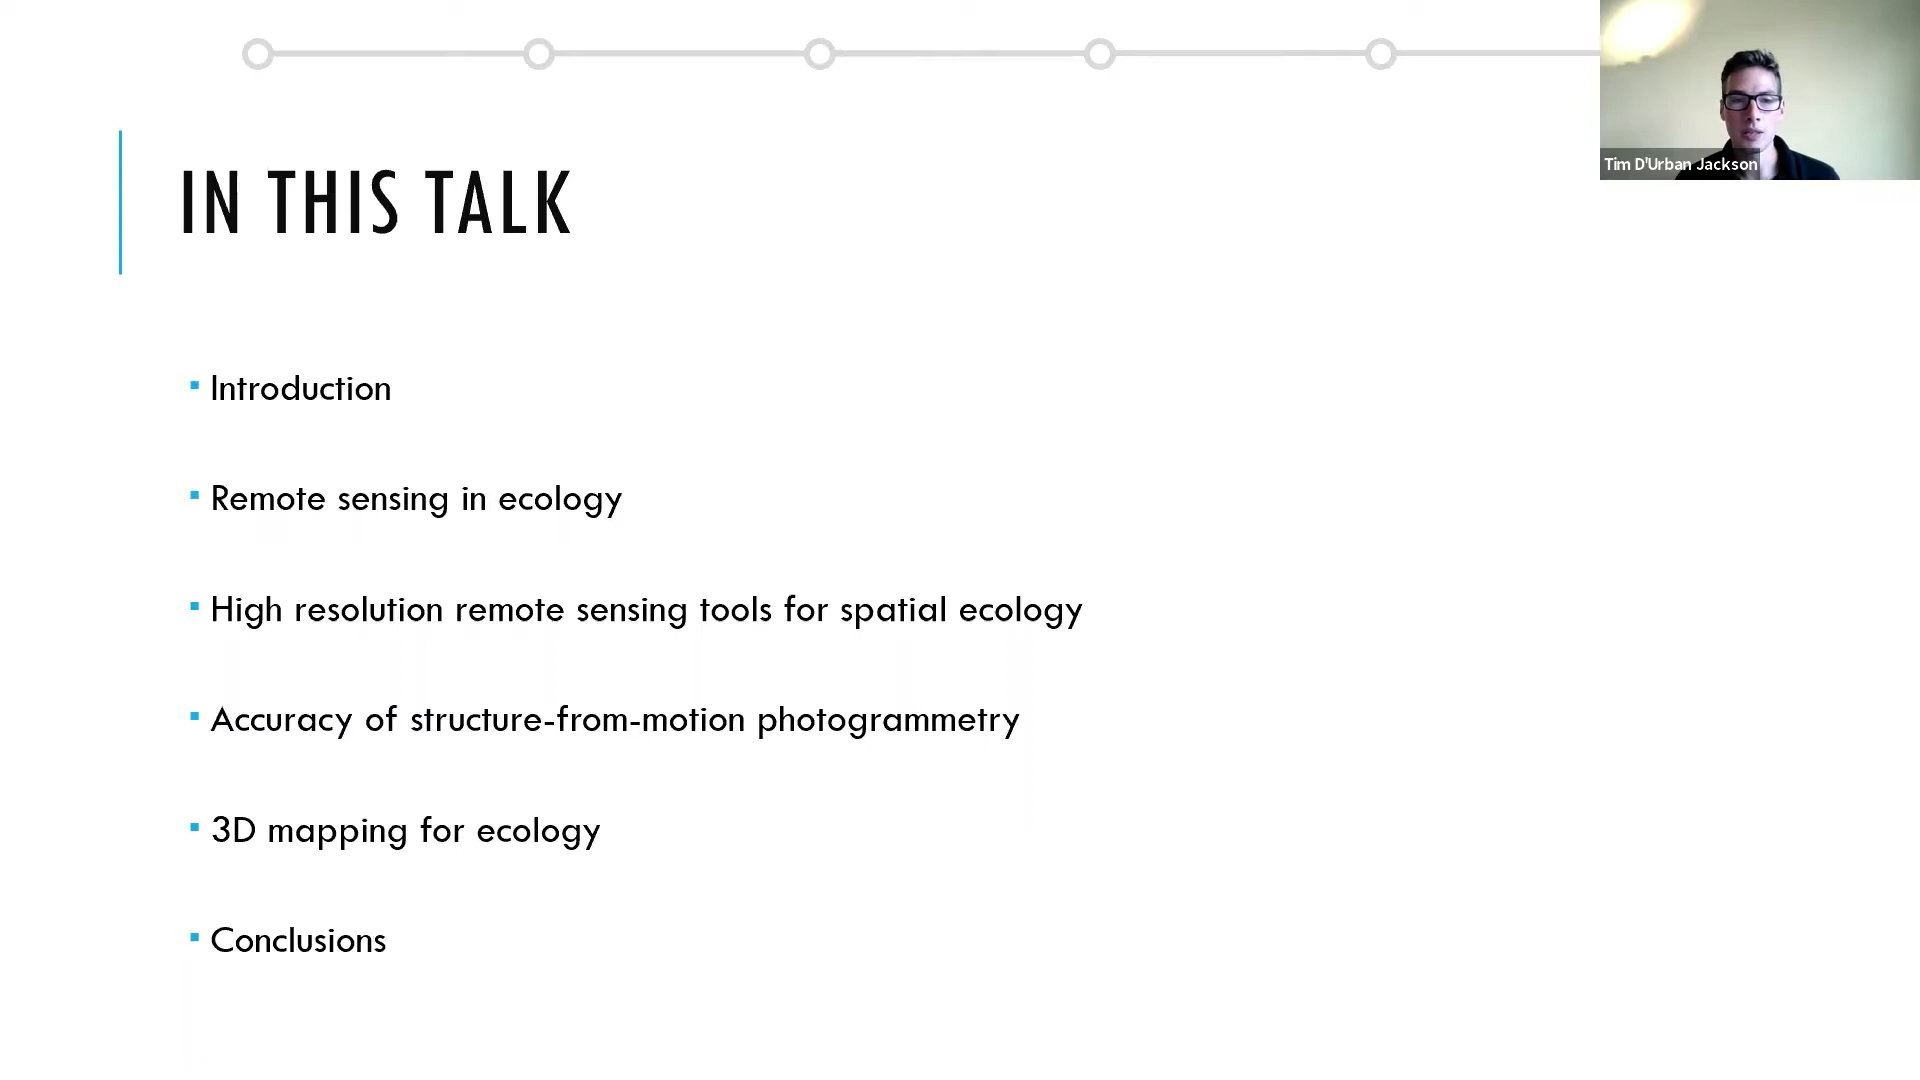 Tim D'Urban Jackson
IN THIS TALK
Introduction
Remote sensing in ecology
High resolution remote sensing tools for spatial ecology
Accuracy of structure-from-motion photogrammetry
3D mapping for ecology
Conclusions